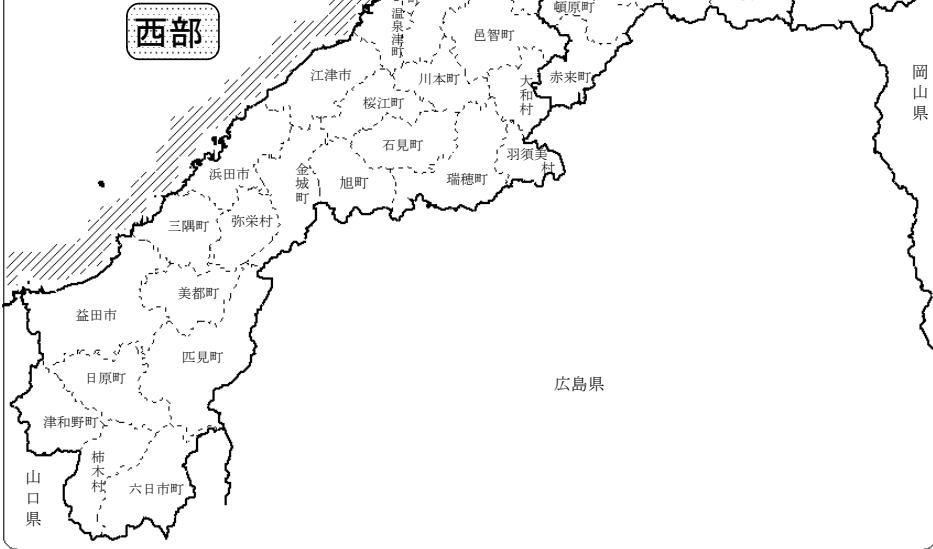 西部
温泉津町
頓原町
邑智町
江津市
川本町
大和村
赤来町
岡山県
桜江町
石見町
羽須美村
浜田市
金城町
旭町
瑞穂町
三隅町
弥栄村
美都町
益田市
匹見町
日原町
広島県
津和野町
柿木村
六日市町
山口県